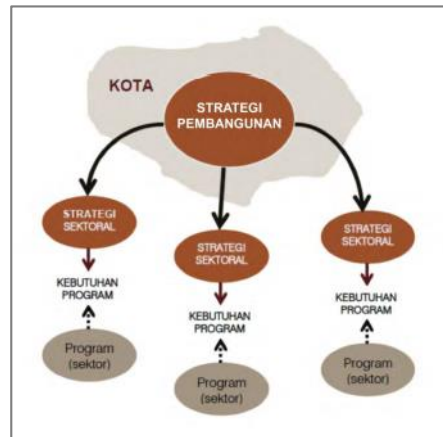 KOTA
STRATEGI
PEMBANGUNAN
STRATEGI
SEKTORAL
KEBUTUHAN
PROGRAM
Program
(sektor)
STRATEGI
SEKTORAL
KEBUTUHAN
PROGRAM
Program
(sektor)
STRATEGI
SEKTORAL
KEBUTUHAN
PROGRAM
Program
(sektor)